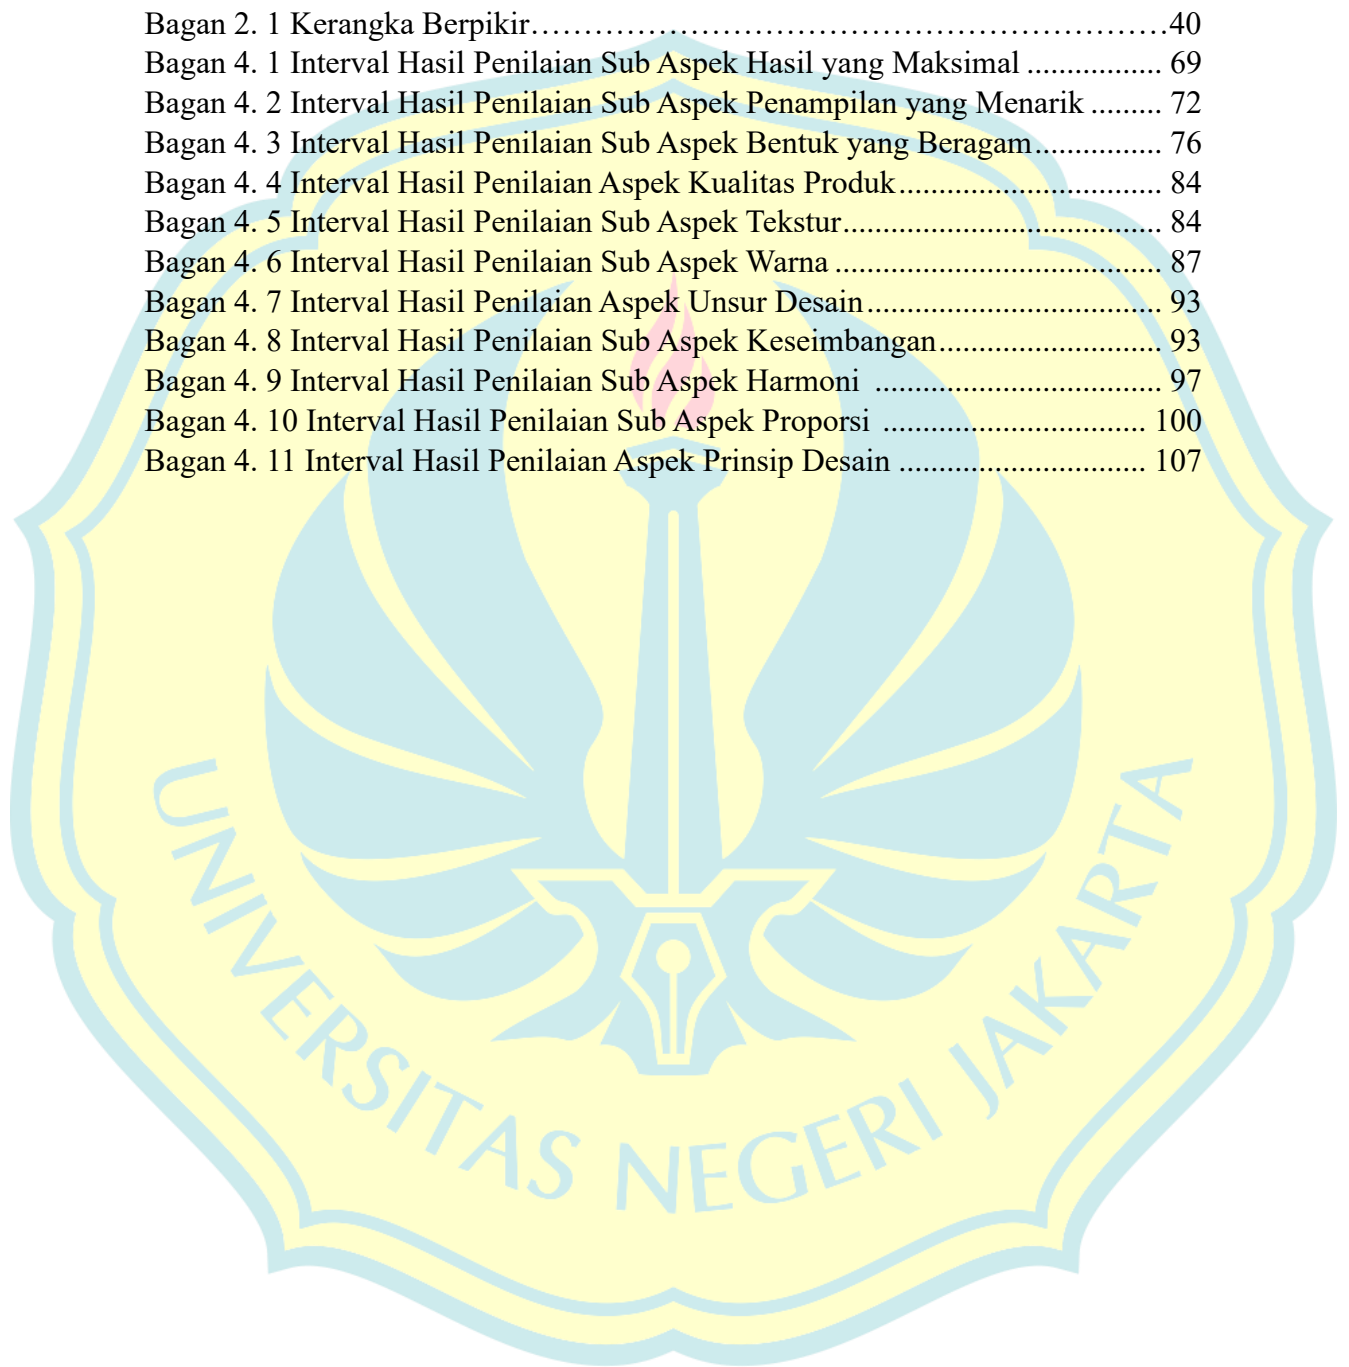 Bagan 2. 1 Kerangka Berpikir……………………………………………………40
Bagan 4. 1 Interval Hasil Penilaian Sub Aspek Hasil yang Maksimal ................. 69
Bagan 4. 2 Interval Hasil Penilaian Sub Aspek Penampilan yang Menarik ......... 72
Bagan 4. 3 Interval Hasil Penilaian Sub Aspek Bentuk yang Beragam................ 76
Bagan 4. 4 Interval Hasil Penilaian Aspek Kualitas Produk................................. 84
Bagan 4. 5 Interval Hasil Penilaian Sub Aspek Tekstur........................................ 84
Bagan 4. 6 Interval Hasil Penilaian Sub Aspek Warna ......................................... 87
Bagan 4. 7 Interval Hasil Penilaian Aspek Unsur Desain..................................... 93
Bagan 4. 8 Interval Hasil Penilaian Sub Aspek Keseimbangan............................ 93
Bagan 4. 9 Interval Hasil Penilaian Sub Aspek Harmoni .................................... 97
Bagan 4. 10 Interval Hasil Penilaian Sub Aspek Proporsi ................................. 100
Bagan 4. 11 Interval Hasil Penilaian Aspek Prinsip Desain ............................... 107
UNIVERSITAS NEGERI JAKARTA